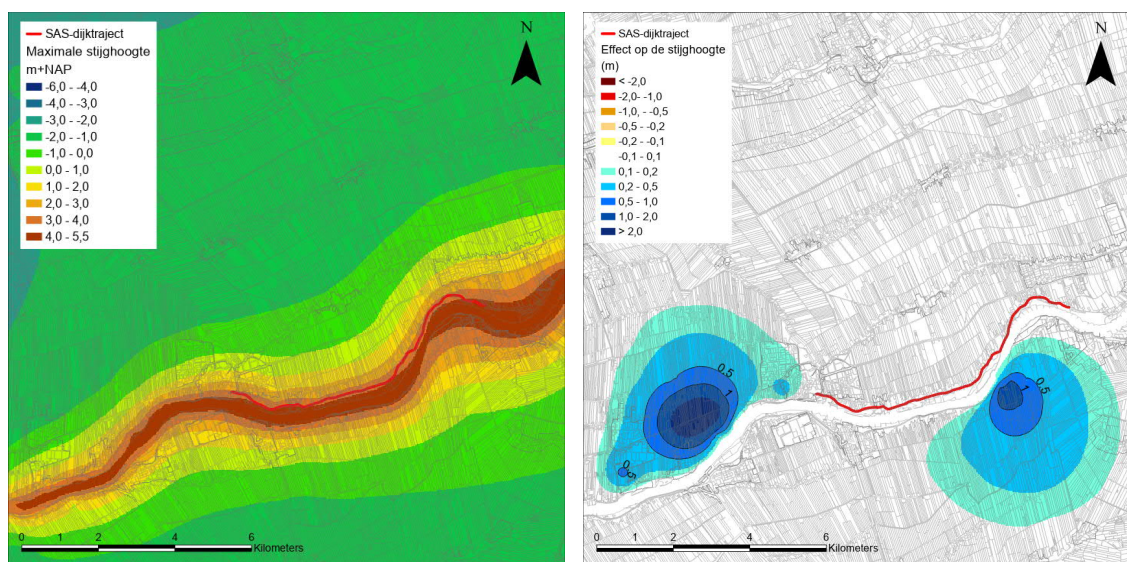 SAS-dijktraject
Maximale stijghoogte
m+NAP
-6,0 - -4,0
-4,0 - -3,0
-3,0 - -2,0
-2,0 - -1,0
-1,0 - 0,0
0,0 - 1,0
1,0 - 2,0
2,0 - 3,0
3,0 - 4,0
4,0 - 5,5
N
0 1 2 4 6
Kilometers
SAS-dijktraject
Effect op de stijghoogte
(m)
< -2,0
-2,0- -1,0
-1,0, - -0,5
-0,5 - -0,2
-0,2 - -0,1
-0,1 - 0,1
0,1 - 0,2
0,2 - 0,5
0,5 - 1,0
1,0 - 2,0
> 2,0
N
0.5
1
0.5
0.5
1
0 1 2 4 6
Kilometers